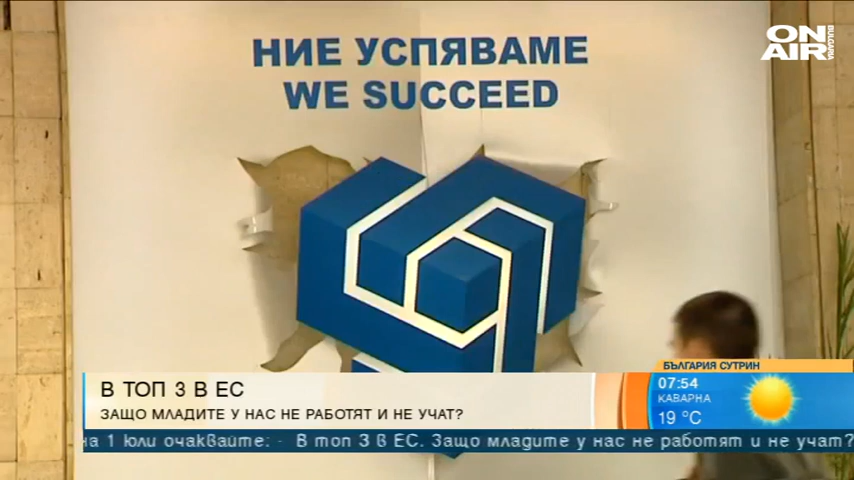 НИЕ УСПЯВАМЕ
WE SUCCEED
ON
AIR
BULGARIA
В ТОП 3 В ЕС
ЗАЩО МЛАДИТЕ У НАС НЕ РАБОТЯТ И НЕ УЧАТ?
БЪЛГАРИЯ СУТРИН
07:54
КАВАРНА
19 °C
на 1 юли очаквайте: - В топ 3 в ЕС. Защо младите у нас не работят и не учат?